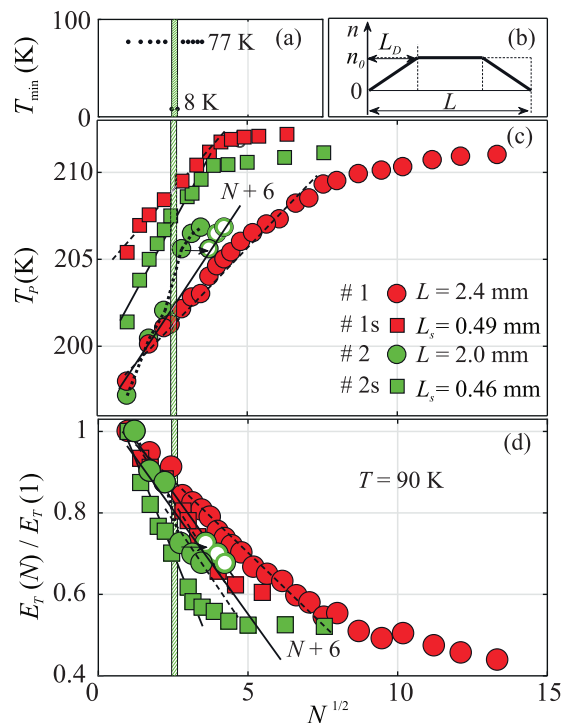 100
(a)
77 K
8 K
0
T_min (K)
(b)
n
L_D
n_0
0
L
(c)
210
205
200
T_P(K)
N + 6
# 1 L = 2.4 mm
# 1s L_s = 0.49 mm
# 2 L = 2.0 mm
# 2s L_s = 0.46 mm
(d)
1
0.8
0.6
0.4
E_T (N) / E_T (1)
T = 90 K
N + 6
0 5 10 15
N^1/2